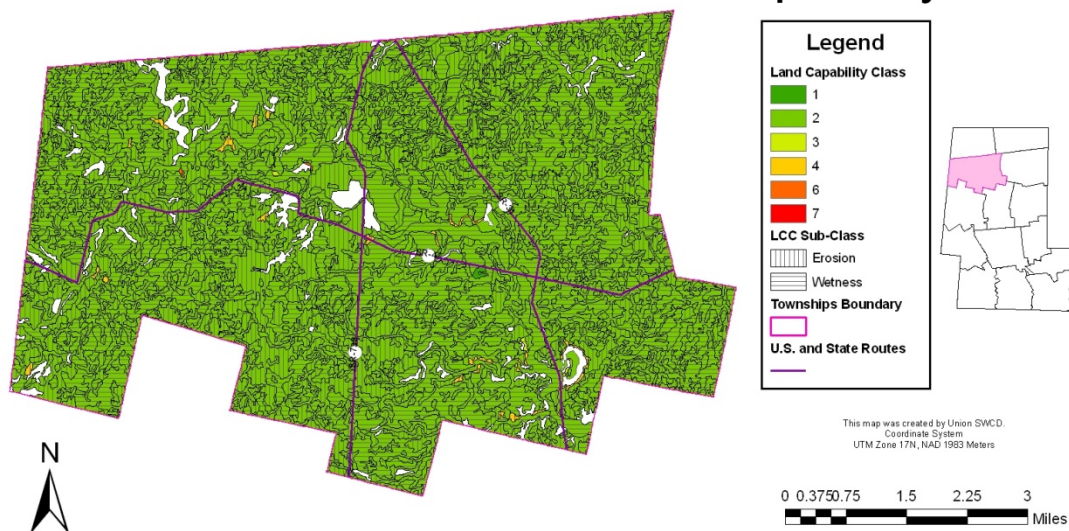 Legend
Land Capability Class
1
2
3
4
6
7
LCC Sub-Class
Erosion
Wetness
Townships Boundary
U.S. and State Routes
This map was created by Union SWCD.
Coordinate System
UTM Zone 17N, NAD 1983 Meters
N
0 0.375 0.75 1.5 2.25 3
Miles